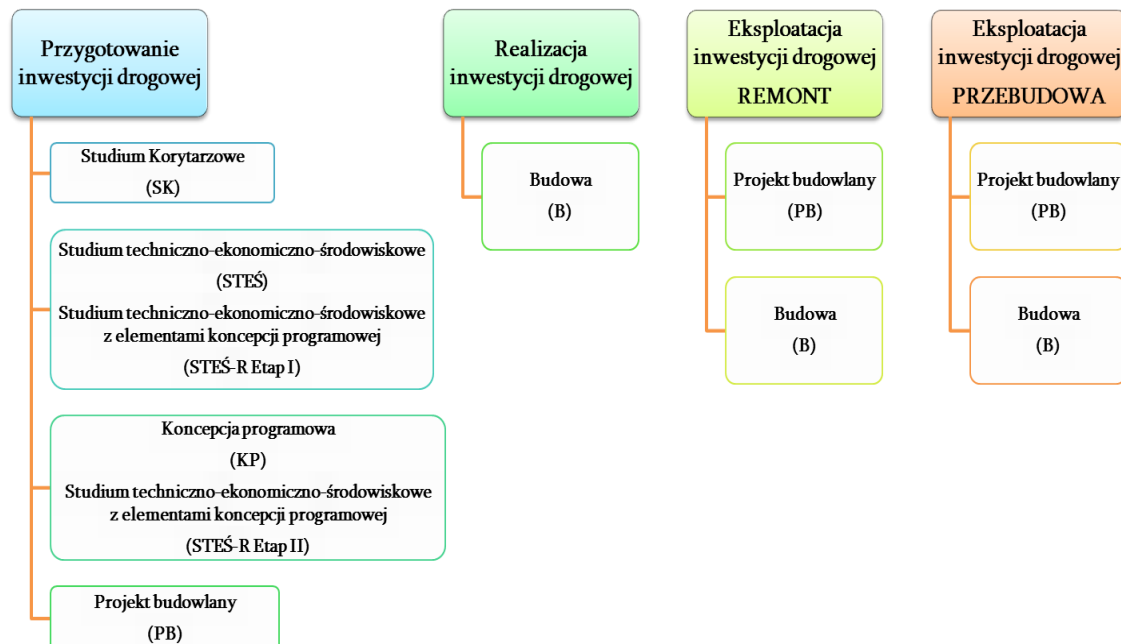 Przygotowanie
inwestycji drogowej
Studium Korytarzowe
(SK)
Studium techniczno-ekonomiczno-środowiskowe
(STEŚ)
Studium techniczno-ekonomiczno-środowiskowe
z elementami koncepcji programowej
(STEŚ-R Etap I)
Koncepcja programowa
(KP)
Studium techniczno-ekonomiczno-środowiskowe
z elementami koncepcji programowej
(STEŚ-R Etap II)
Projekt budowlany
(PB)
Realizacja
inwestycji drogowej
Budowa
(B)
Eksploatacja
inwestycji drogowej
REMONT
Projekt budowlany
(PB)
Budowa
(B)
Eksploatacja
inwestycji drogowej
PRZEBUDOWA
Projekt budowlany
(PB)
Budowa
(B)